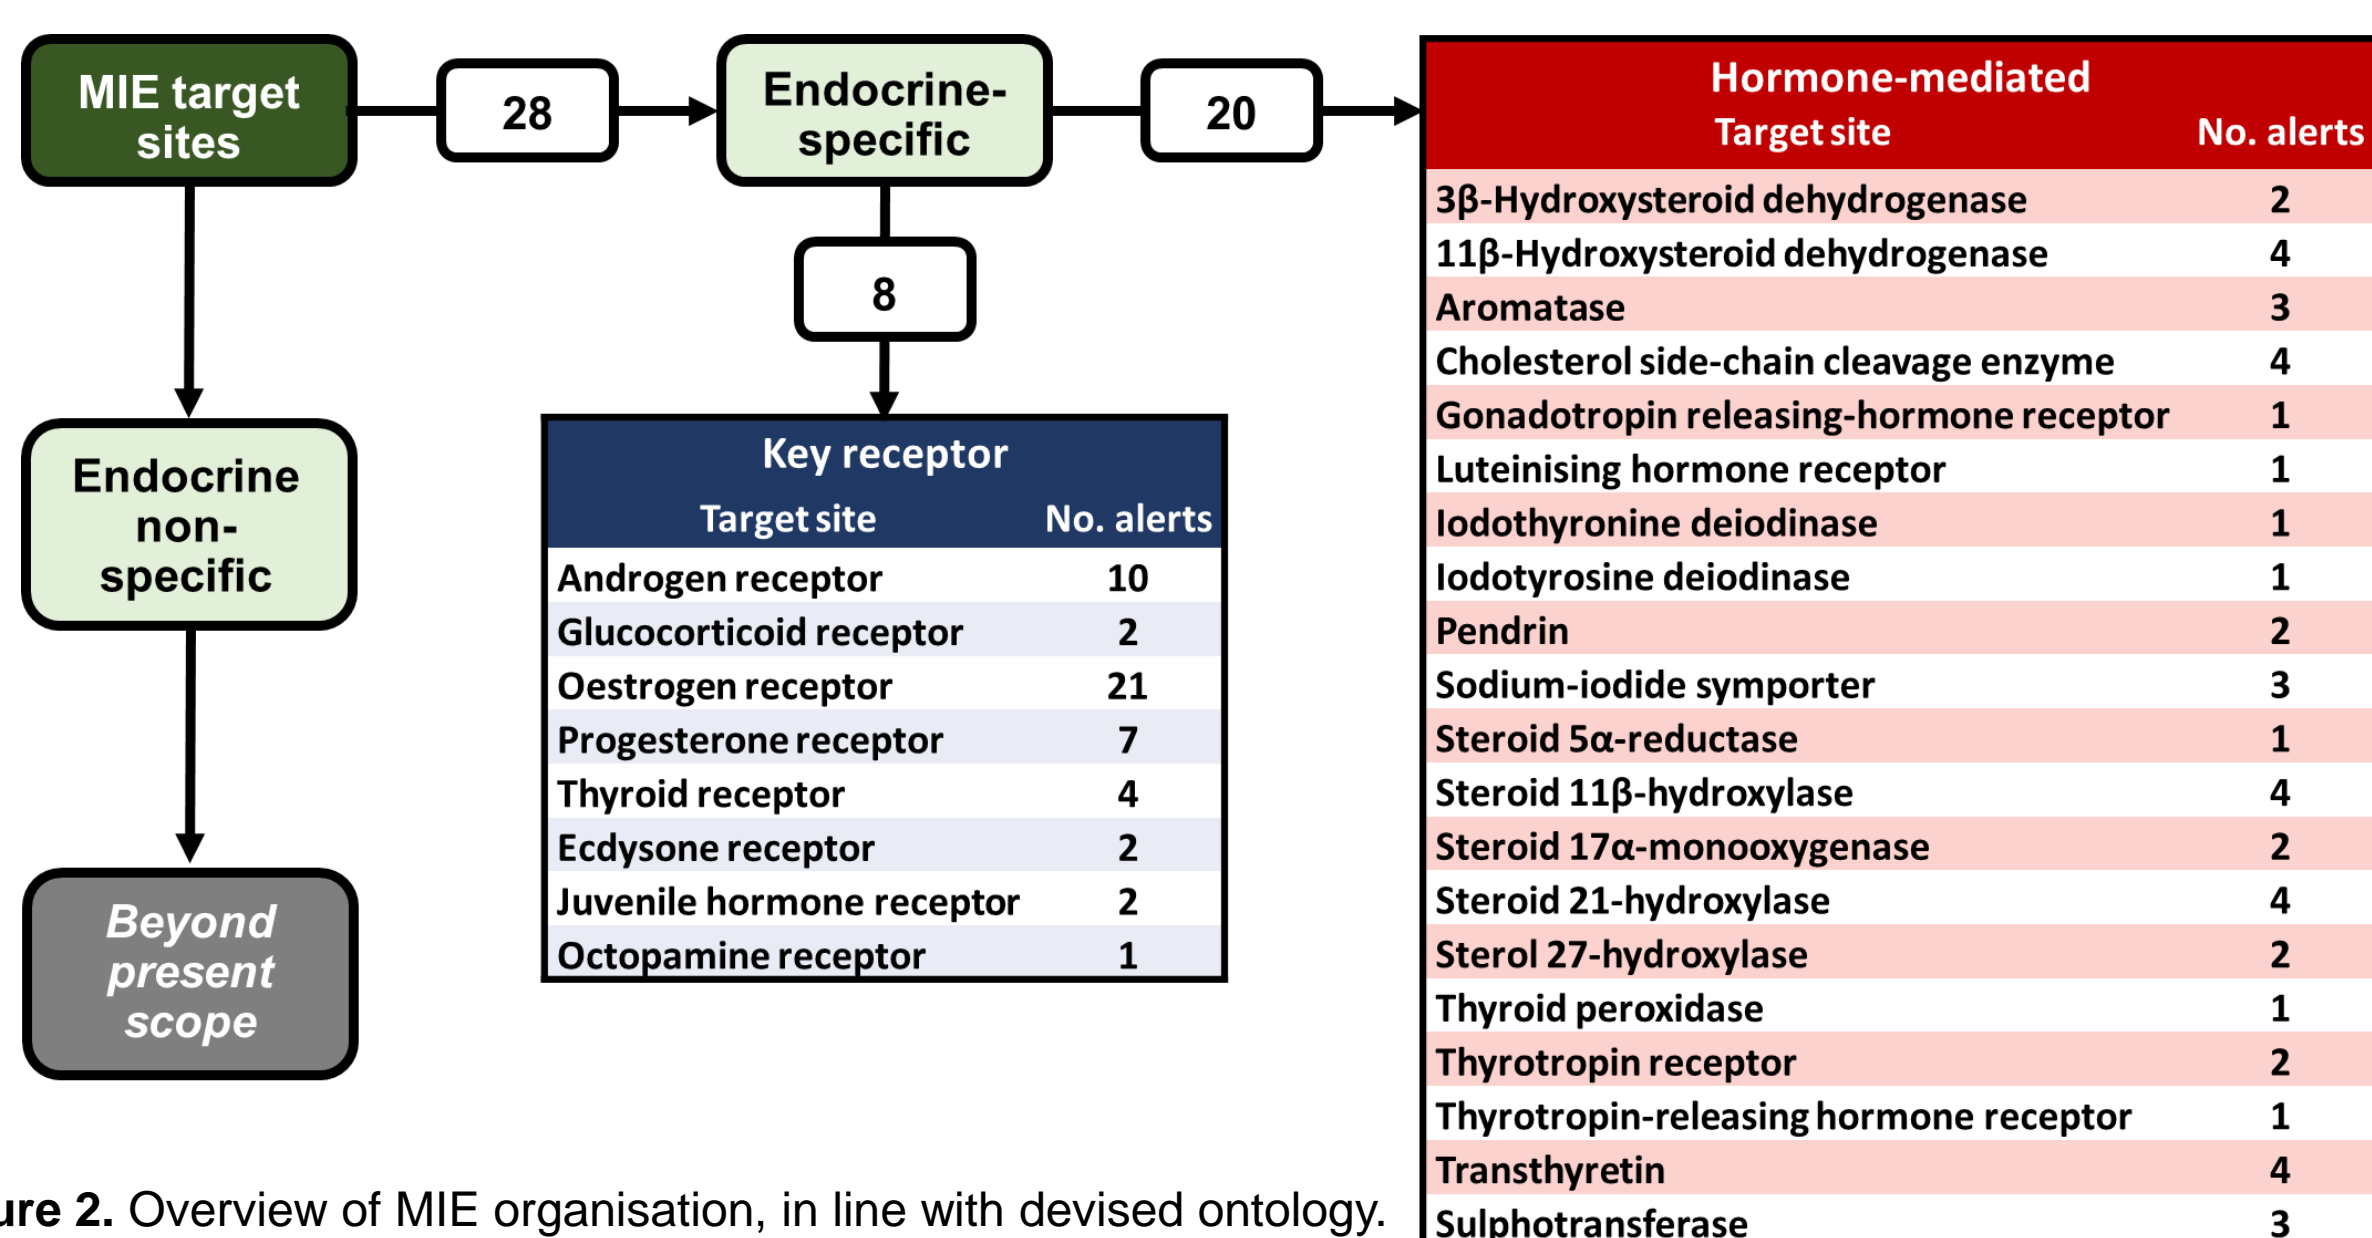 MIE target
sites
28
Endocrine-
specific
20
8
Endocrine
non-
specific
Beyond
present
scope
Key receptor
Target site No. alerts
Androgen receptor 10
Glucocorticoid receptor 2
Oestrogen receptor 21
Progesterone receptor 7
Thyroid receptor 4
Ecdysone receptor 2
Juvenile hormone receptor 2
Octopamine receptor 1
Hormone-mediated
Target site No. alerts
3β-Hydroxysteroid dehydrogenase 2
11β-Hydroxysteroid dehydrogenase 4
Aromatase 3
Cholesterol side-chain cleavage enzyme 4
Gonadotropin releasing-hormone receptor 1
Luteinising hormone receptor 1
Iodothyronine deiodinase 1
Iodotyrosine deiodinase 1
Pendrin 2
Sodium-iodide symporter 3
Steroid 5α-reductase 1
Steroid 11β-hydroxylase 4
Steroid 17α-monooxygenase 2
Steroid 21-hydroxylase 4
Sterol 27-hydroxylase 2
Thyroid peroxidase 1
Thyrotropin receptor 2
Thyrotropin-releasing hormone receptor 1
Transthyretin 4
Sulphotransferase 3
ure 2. Overview of MIE organisation, in line with devised ontology.